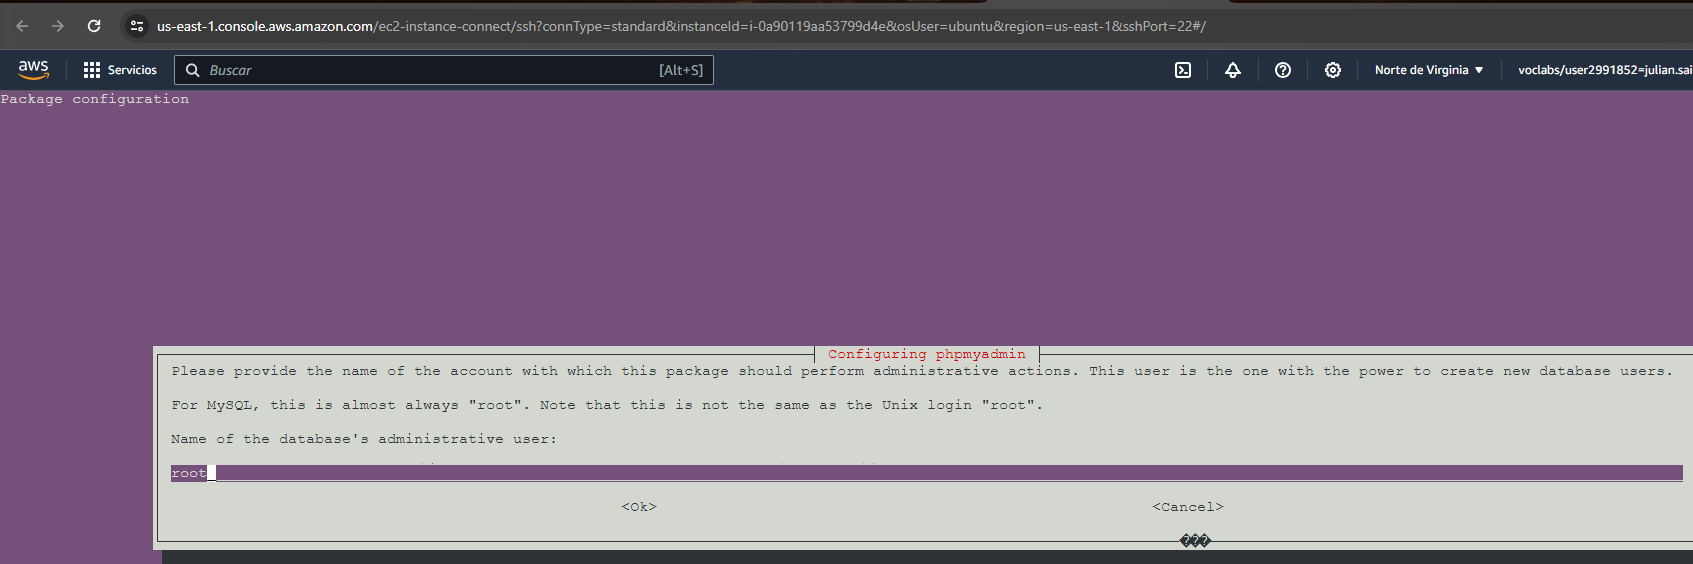 us-east-1.console.aws.amazon.com/ec2-instance-connect/ssh?connType=standard&instanceId=i-0a90119aa53799d4e&osUser=ubuntu&region=us-east-1&sshPort=22#/
aws Servicios Buscar [Alt+S] Norte de Virginia voclabs/user2991852=julian.sai
Package configuration
Configuring phpmyadmin
Please provide the name of the account with which this package should perform administrative actions. This user is the one with the power to create new database users.
For MySQL, this is almost always "root". Note that this is not the same as the Unix login "root".
Name of the database's administrative user:
root
<Ok> <Cancel>